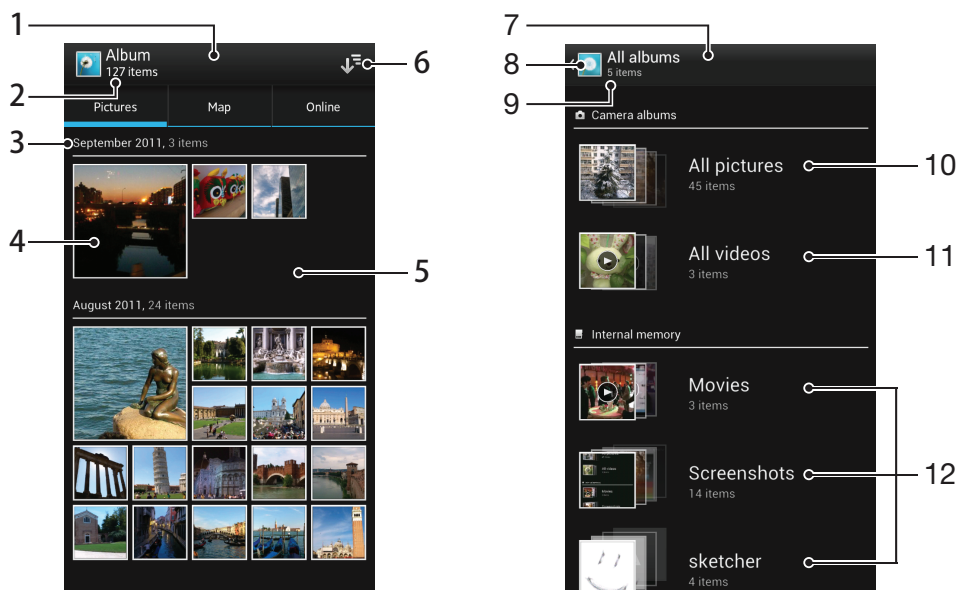 1
2
3
4
5
6
Album
127 items
Pictures
Map
Online
September 2011, 3 items
August 2011, 24 items
7
8
9
10
11
12
All albums
5 items
Camera albums
All pictures
45 items
All videos
3 items
Internal memory
Movies
3 items
Screenshots
14 items
sketcher
4 items